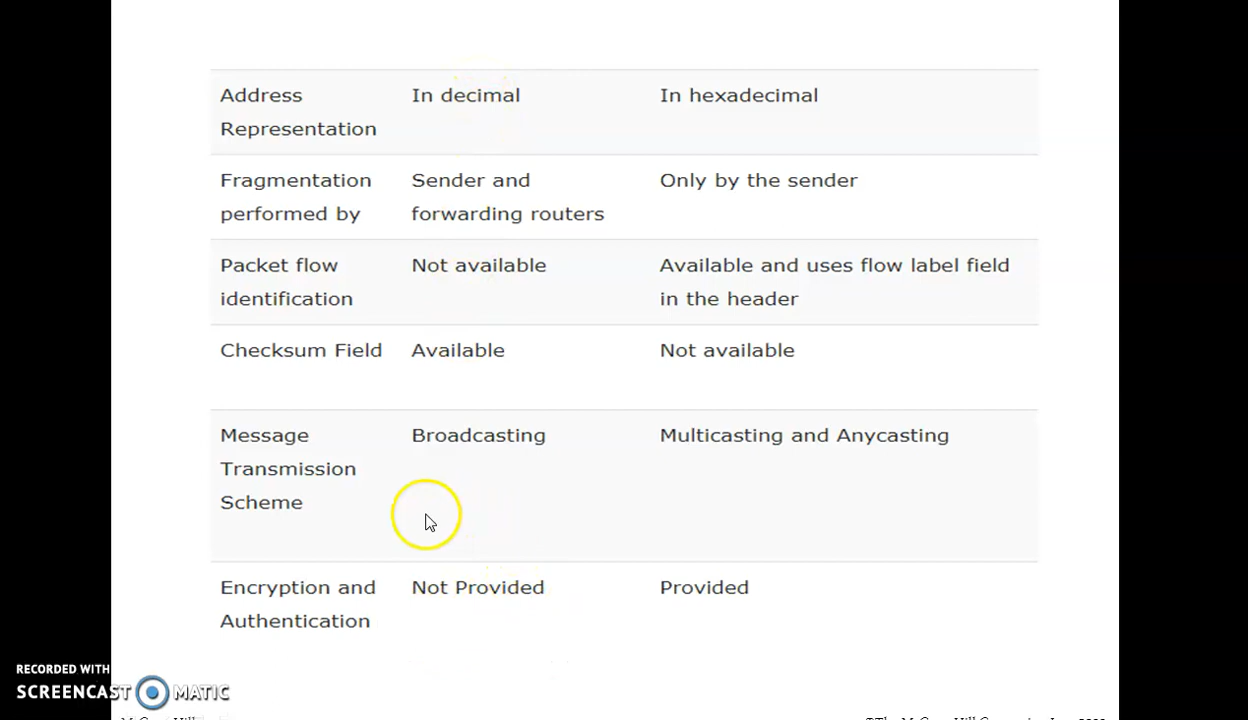 Address In decimal In hexadecimal
Representation
Fragmentation Sender and Only by the sender
performed by forwarding routers
Packet flow Not available Available and uses flow label field
identification in the header
Checksum Field Available Not available
Message Broadcasting Multicasting and Anycasting
Transmission
Scheme
Encryption and Not Provided Provided
Authentication
RECORDED WITH
SCREENCAST MATIC